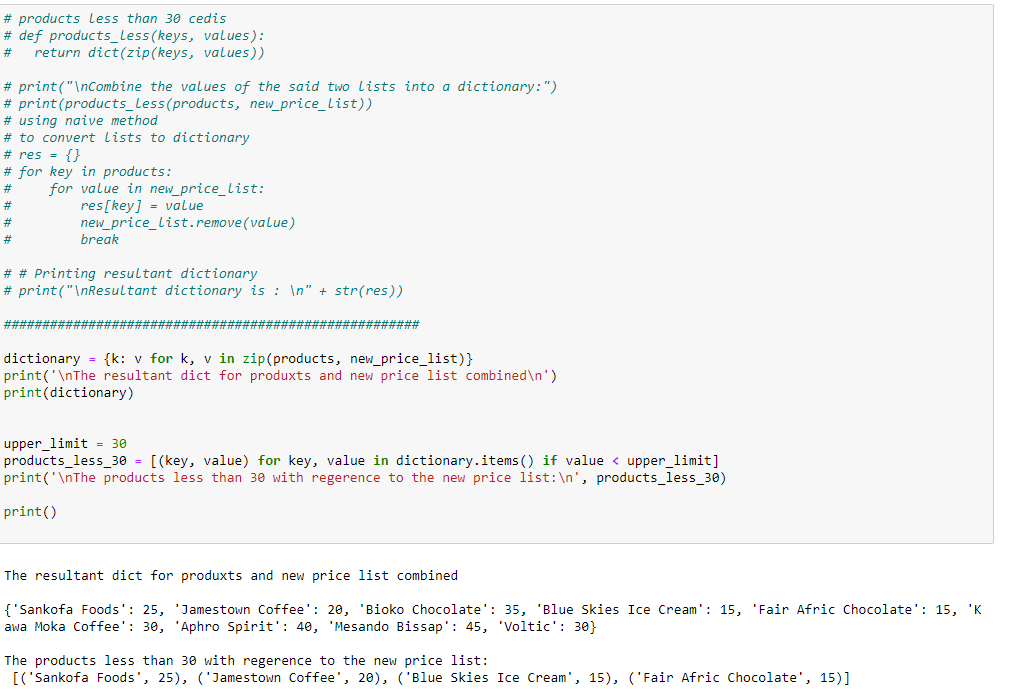 # products less than 30 cedis
# def products_less(keys, values):
#   return dict(zip(keys, values))
# print("\nCombine the values of the said two lists into a dictionary:")
# print(products_less(products, new_price_list))
# using naive method
# to convert lists to dictionary
# res = {}
# for key in products:
#     for value in new_price_list:
#         res[key] = value
#         new_price_list.remove(value)
#         break
# # Printing resultant dictionary
# print("\nResultant dictionary is : \n" + str(res))
######################################################
dictionary = {k: v for k, v in zip(products, new_price_list)}
print('\nThe resultant dict for produxts and new price list combined\n')
print(dictionary)
upper_limit = 30
products_less_30 = [(key, value) for key, value in dictionary.items() if value < upper_limit]
print('\nThe products less than 30 with regerence to the new price list:\n', products_less_30)
print()
The resultant dict for produxts and new price list combined
{'Sankofa Foods': 25, 'Jamestown Coffee': 20, 'Bioko Chocolate': 35, 'Blue Skies Ice Cream': 15, 'Fair Afric Chocolate': 15, 'K
awa Moka Coffee': 30, 'Aphro Spirit': 40, 'Mesando Bissap': 45, 'Voltic': 30}
The products less than 30 with regerence to the new price list:
 [('Sankofa Foods', 25), ('Jamestown Coffee', 20), ('Blue Skies Ice Cream', 15), ('Fair Afric Chocolate', 15)]